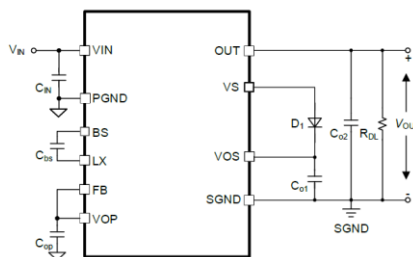 VIN
VIN
OUT
CIN
VS
PGND
BS
D1
Co2
RDL
Cbs
LX
VOS
FB
Co1
VOP
SGND
Cop
SGND
+
VOU
-